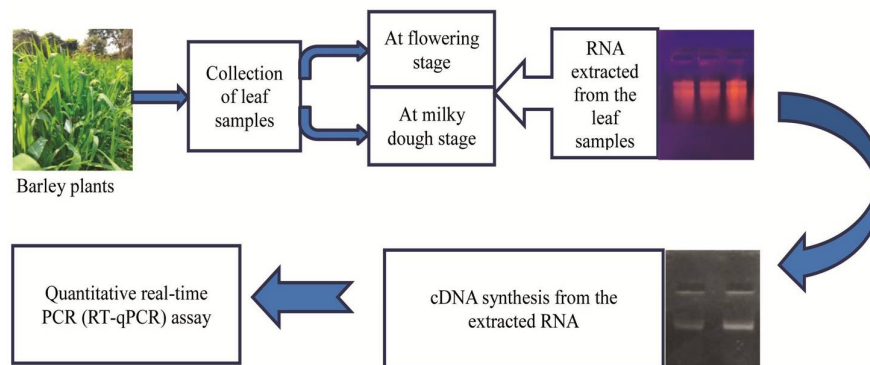 Barley plants
Collection
of leaf
samples
At flowering
stage
At milky
dough stage
RNA
extracted
from the
leaf
samples
cDNA synthesis from the
extracted RNA
Quantitative real-time
PCR (RT-qPCR) assay